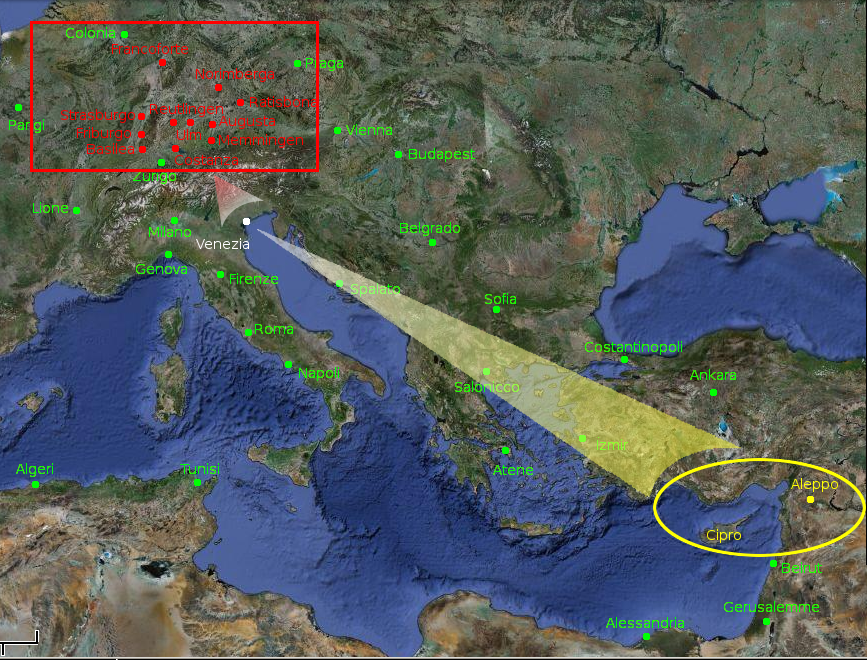 Colonia
Francoforte
Praga
Norimberga
Ratisbona
Parigi
Strasburgo
Reutlingen
Augusta
Friburgo
Ulm
Memmingen
Vienna
Basilea
Costanza
Budapest
Zurigo
Lione
Milano
Venezia
Belgrado
Genova
Firenze
Spalato
Sofia
Roma
Costantinopoli
Napoli
Salonicco
Ankara
Izmir
Algeri
Tunisi
Atene
Aleppo
Cipro
Beirut
Gerusalemme
Alessandria